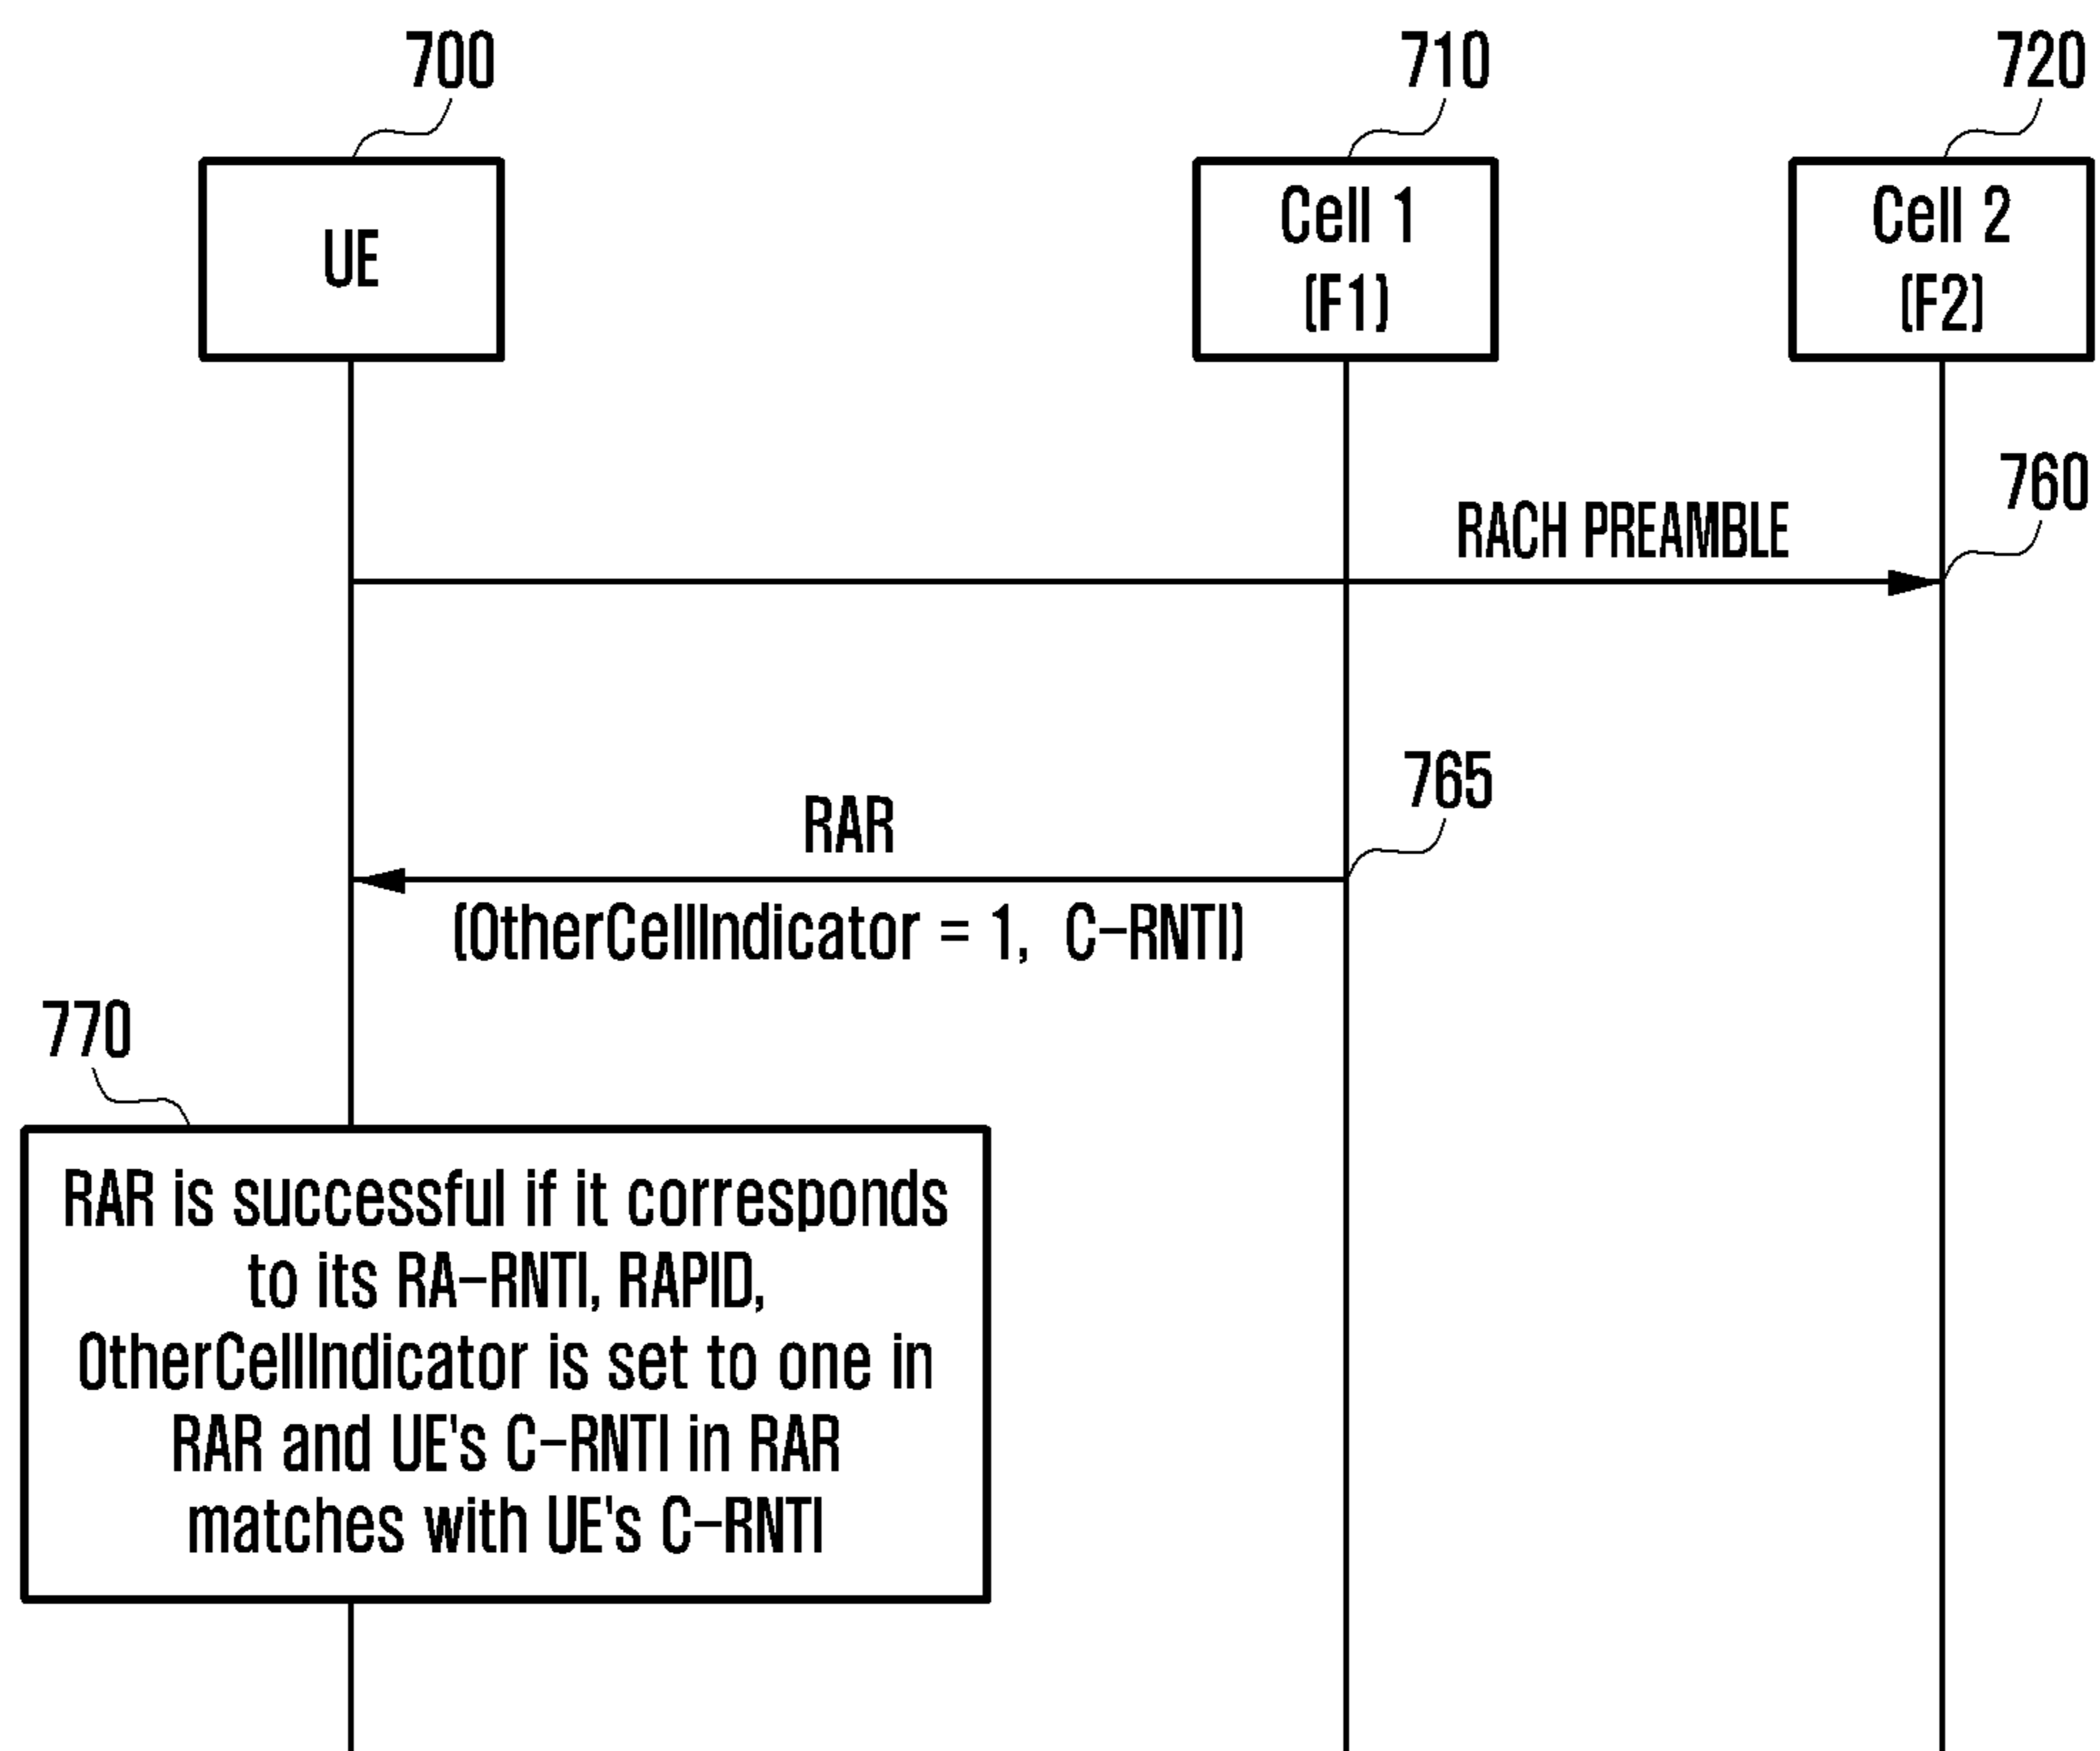 700
710
720
UE
Cell 1
(F1)
Cell 2
(F2)
760
RACH PREAMBLE
765
RAR
(OtherCellIndicator = 1, C-RNTI)
770
RAR is successful if it corresponds
to its RA-RNTI, RAPID,
OtherCellIndicator is set to one in
RAR and UE's C-RNTI in RAR
matches with UE's C-RNTI